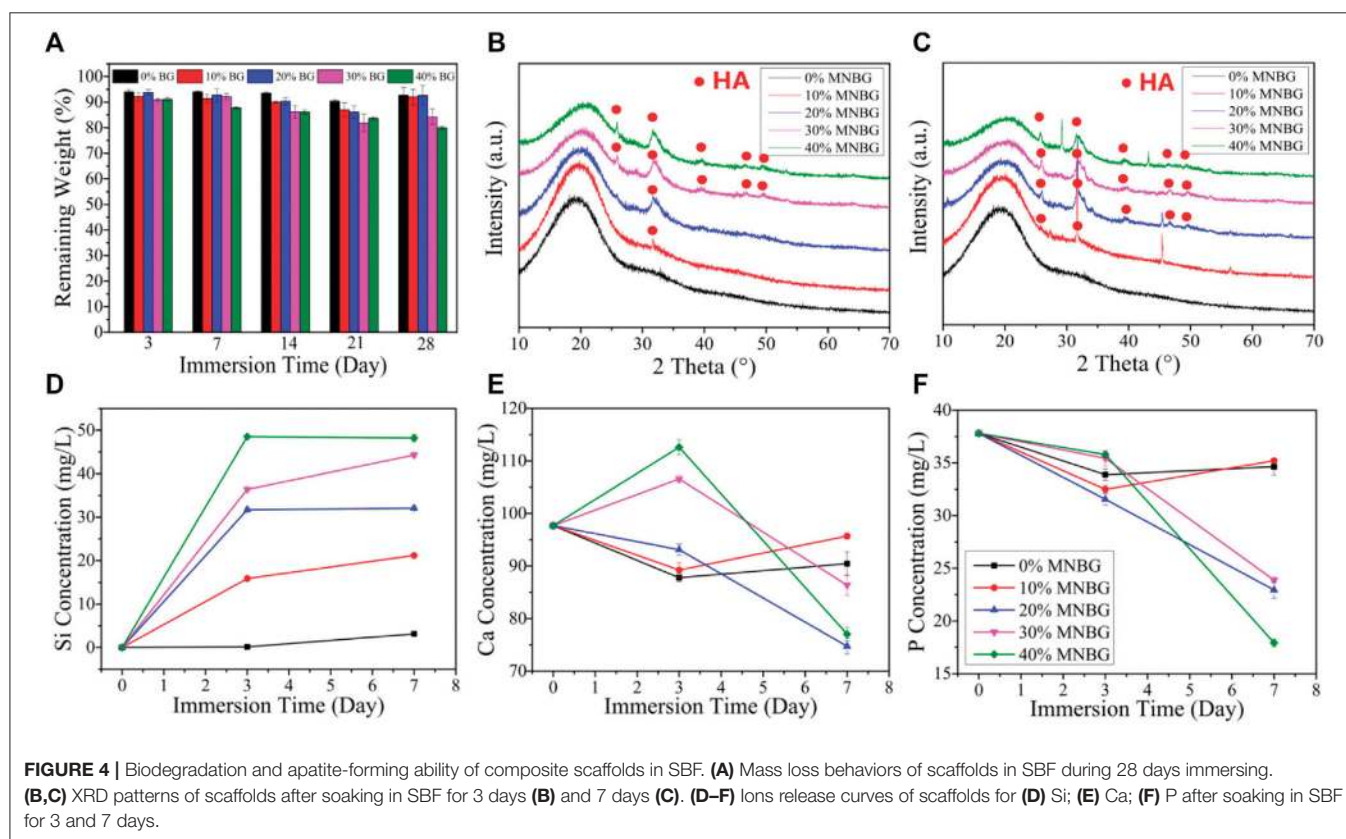 A
0% BG 10% BG 20% BG 30% BG 40% BG
100
90
80
70
60
50
40
30
20
10
0
Remaining Weight (%)
3 7 14 21 28
Immersion Time (Day)
B
HA
0% MNBG
10% MNBG
20% MNBG
30% MNBG
40% MNBG
Intensity (a.u.)
10 20 30 40 50 60 70
2 Theta (°)
C
HA
0% MNBG
10% MNBG
20% MNBG
30% MNBG
40% MNBG
Intensity (a.u.)
10 20 30 40 50 60 70
2 Theta (°)
D
60
50
40
30
20
10
0
Si Concentration (mg/L)
0 1 2 3 4 5 6 7 8
Immersion Time (Day)
E
120
110
100
90
80
70
Ca Concentration (mg/L)
0 1 2 3 4 5 6 7 8
Immersion Time (Day)
F
40
35
30
25
20
15
P Concentration (mg/L)
0% MNBG
10% MNBG
20% MNBG
30% MNBG
40% MNBG
0 1 2 3 4 5 6 7 8
Immersion Time (Day)
FIGURE 4 | Biodegradation and apatite-forming ability of composite scaffolds in SBF. (A) Mass loss behaviors of scaffolds in SBF during 28 days immersing.
(B,C) XRD patterns of scaffolds after soaking in SBF for 3 days (B) and 7 days (C). (D–F) Ions release curves of scaffolds for (D) Si; (E) Ca; (F) P after soaking in SBF
for 3 and 7 days.